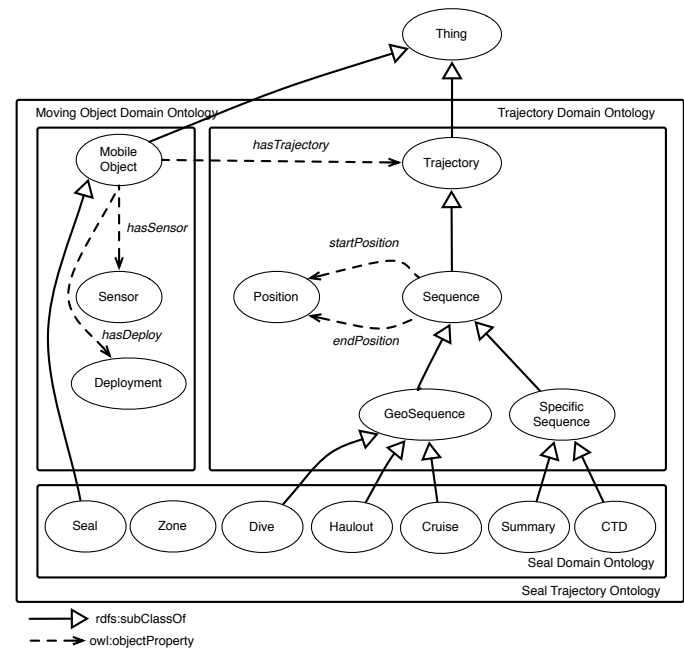 Thing
Moving Object Domain Ontology
Trajectory Domain Ontology
Mobile
Object
hasTrajectory
Trajectory
hasSensor
startPosition
Sensor
Position
Sequence
hasDeploy
endPosition
Deployment
GeoSequence
Specific
Sequence
Seal
Zone
Dive
Haulout
Cruise
Summary
CTD
Seal Domain Ontology
Seal Trajectory Ontology
rdfs:subClassOf
owl:objectProperty